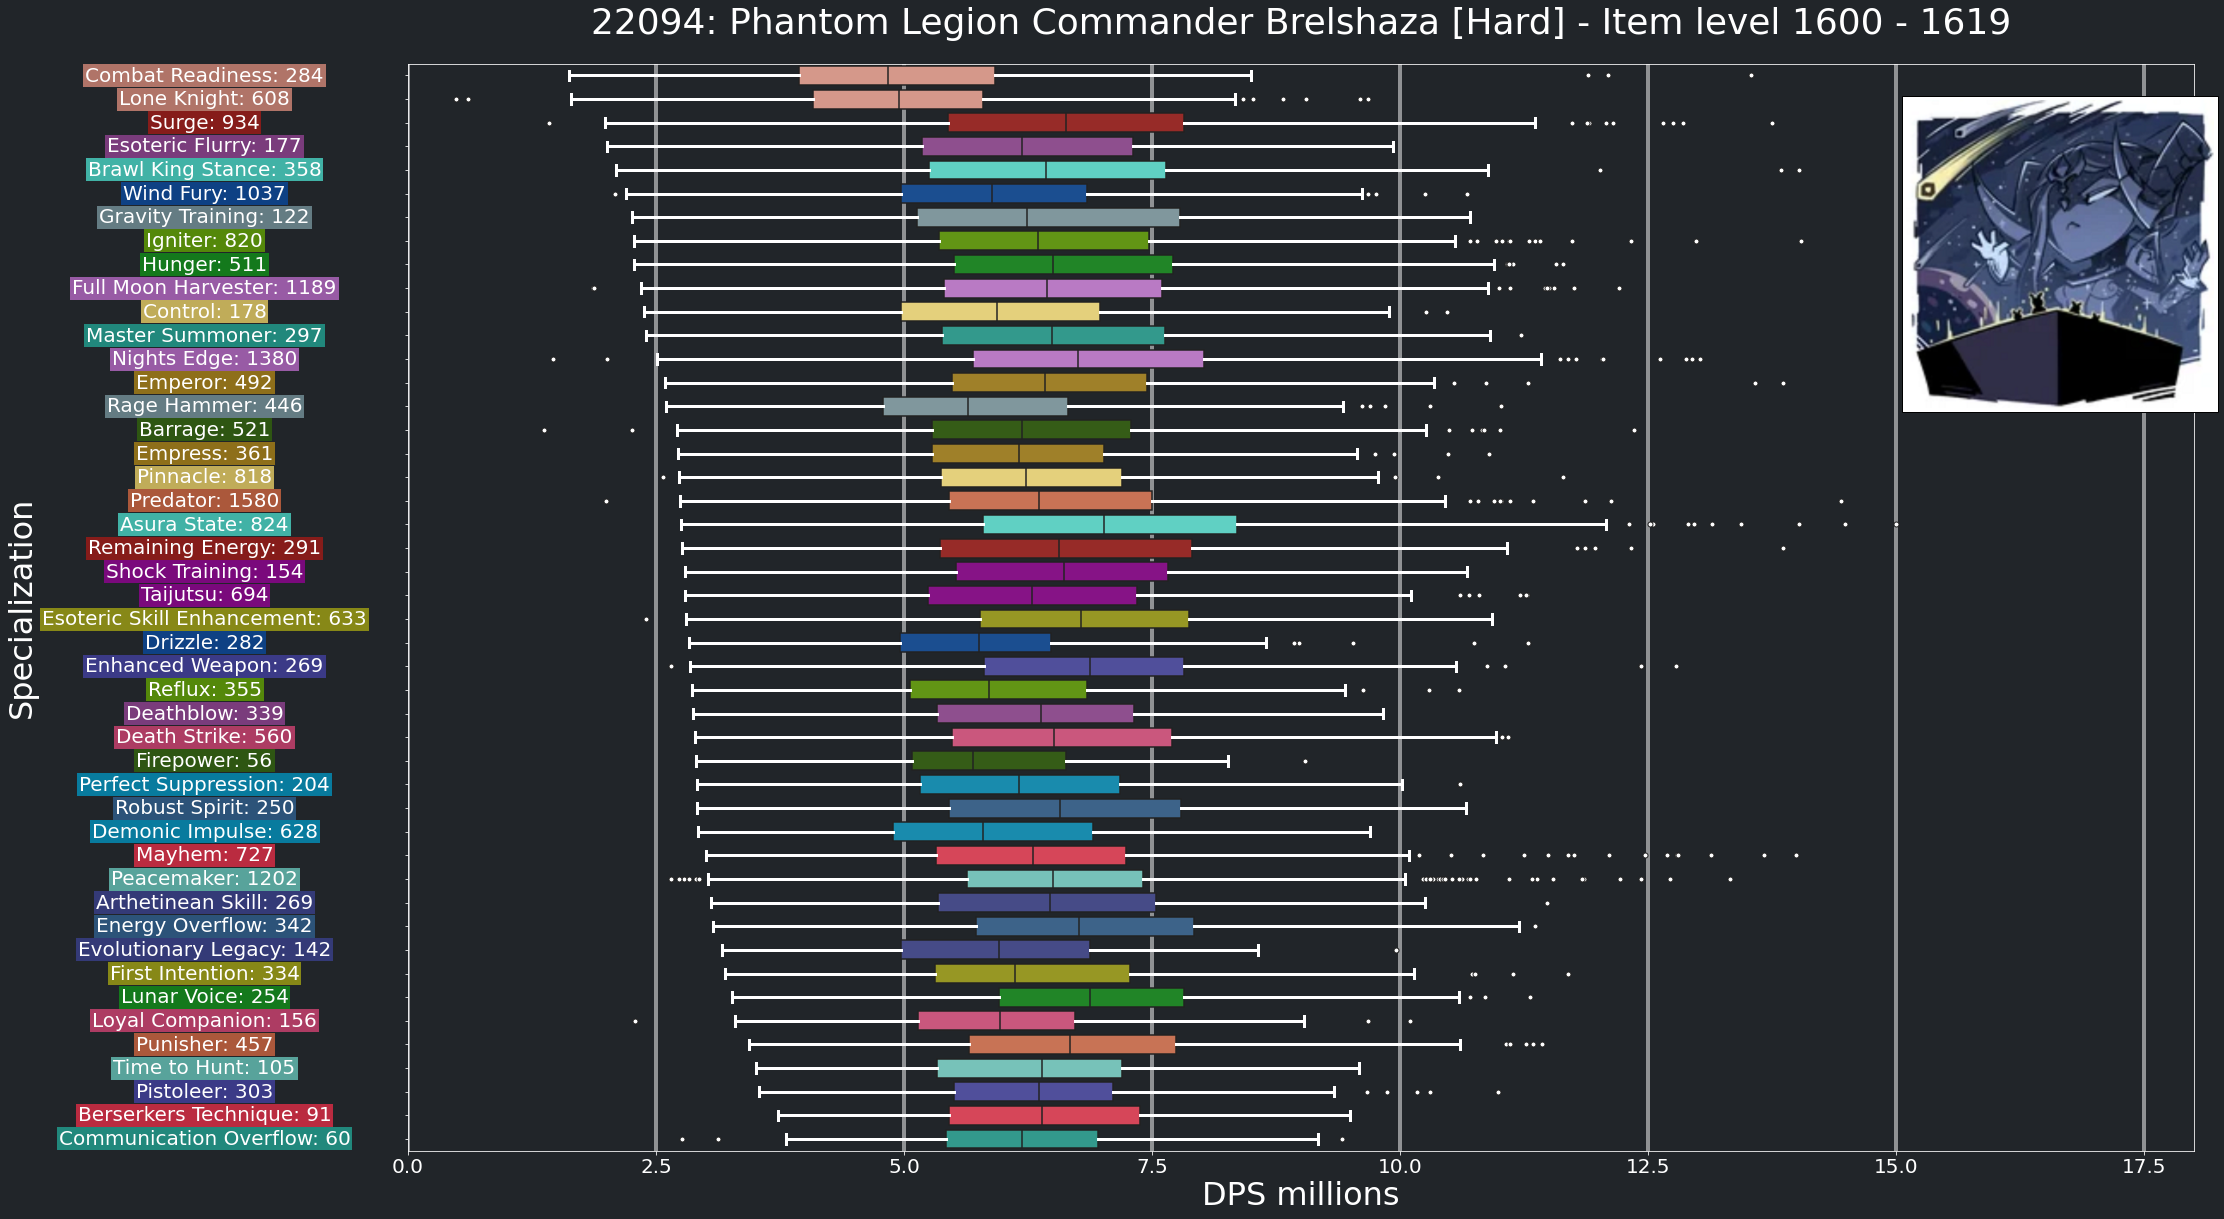 22094: Phantom Legion Commander Brelshaza [Hard] - Item level 1600 - 1619
Combat Readiness: 284
Lone Knight: 608
Surge: 934
Esoteric Flurry: 177
Brawl King Stance: 358
Wind Fury: 1037
Gravity Training: 122
Igniter: 820
Hunger: 511
Full Moon Harvester: 1189
Control: 178
Master Summoner: 297
Nights Edge: 1380
Emperor: 492
Rage Hammer: 446
Barrage: 521
Empress: 361
Pinnacle: 818
Predator: 1580
Asura State: 824
Remaining Energy: 291
Shock Training: 154
Taijutsu: 694
Esoteric Skill Enhancement: 633
Drizzle: 282
Enhanced Weapon: 269
Reflux: 355
Deathblow: 339
Death Strike: 560
Firepower: 56
Perfect Suppression: 204
Robust Spirit: 250
Demonic Impulse: 628
Mayhem: 727
Peacemaker: 1202
Arthetinean Skill: 269
Energy Overflow: 342
Evolutionary Legacy: 142
First Intention: 334
Lunar Voice: 254
Loyal Companion: 156
Punisher: 457
Time to Hunt: 105
Pistoleer: 303
Berserkers Technique: 91
Communication Overflow: 60
Specialization
0.0 2.5 5.0 7.5 10.0 12.5 15.0 17.5
DPS millions